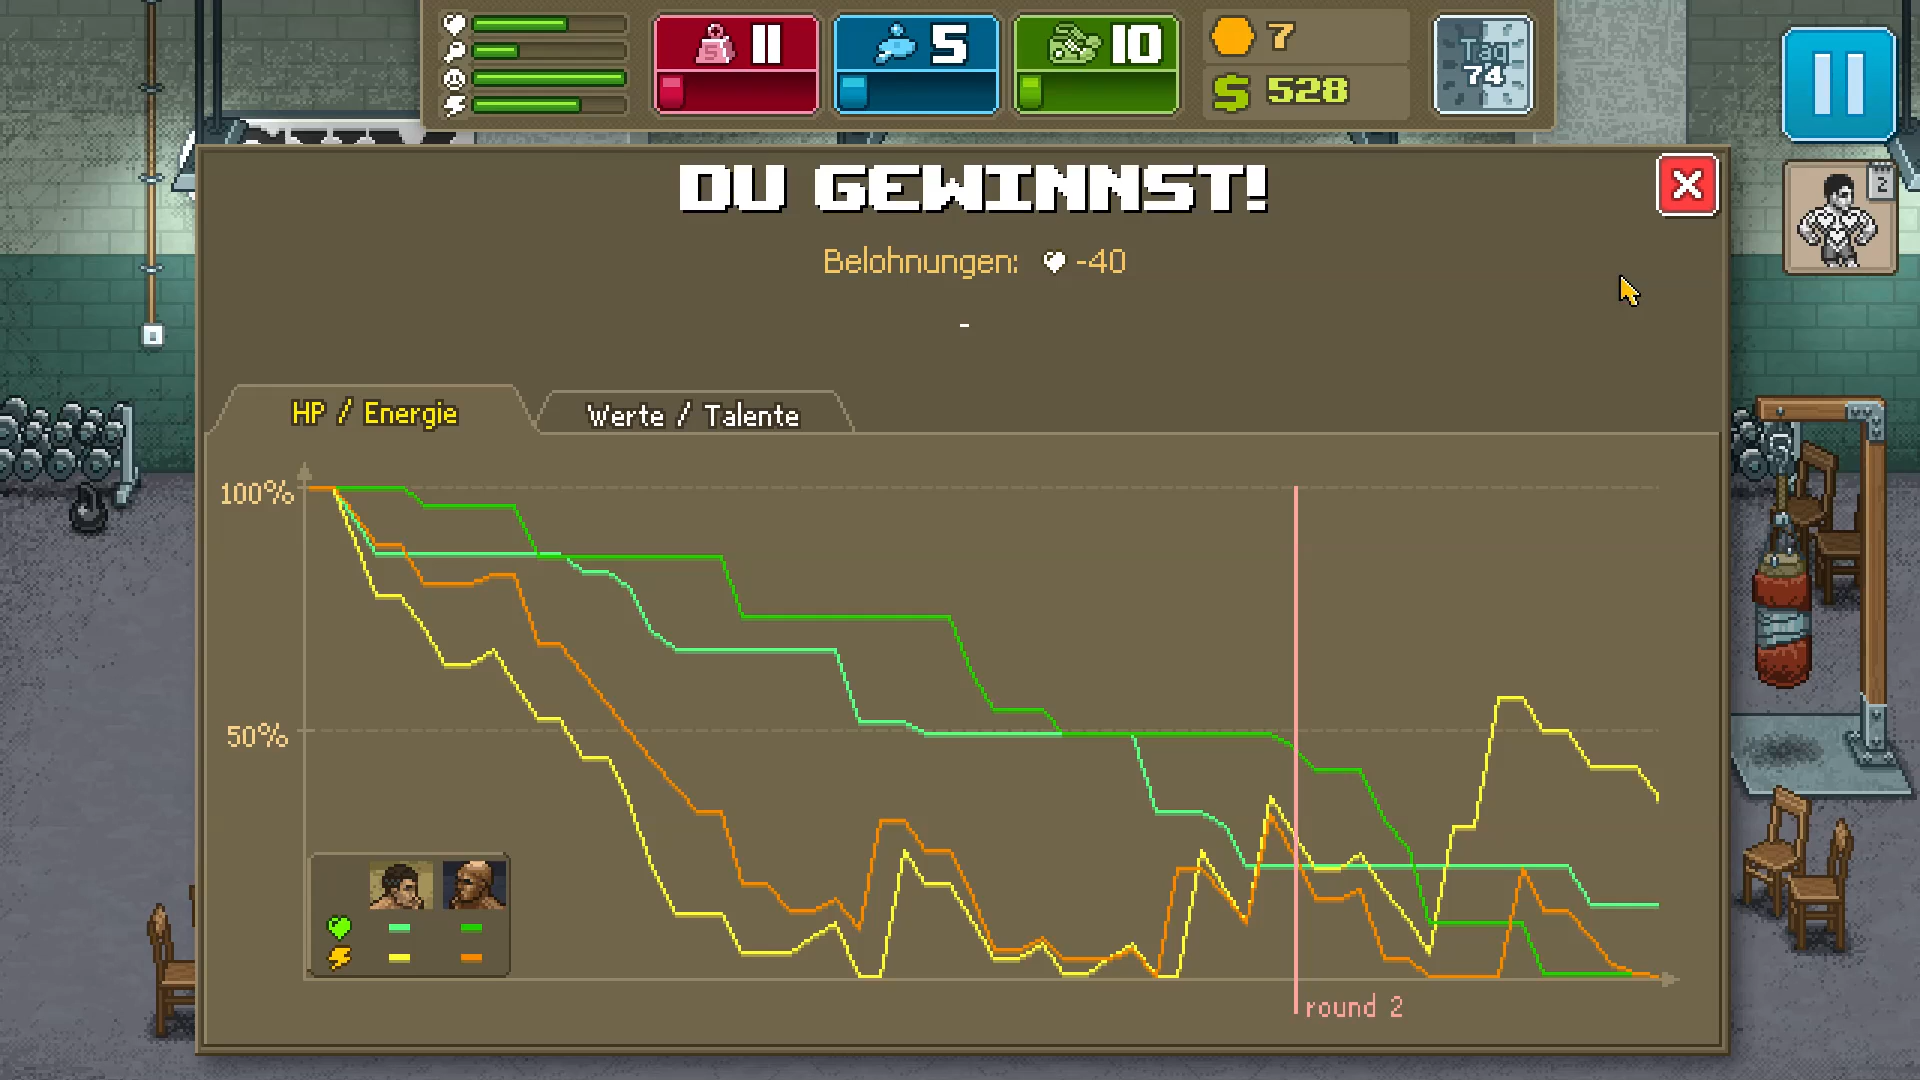 11
5
10
7
$ 528
Tag
74
2
DU GEWINNST!
Belohnungen: -40
-
HP / Energie
Werte / Talente
100%
50%
round 2